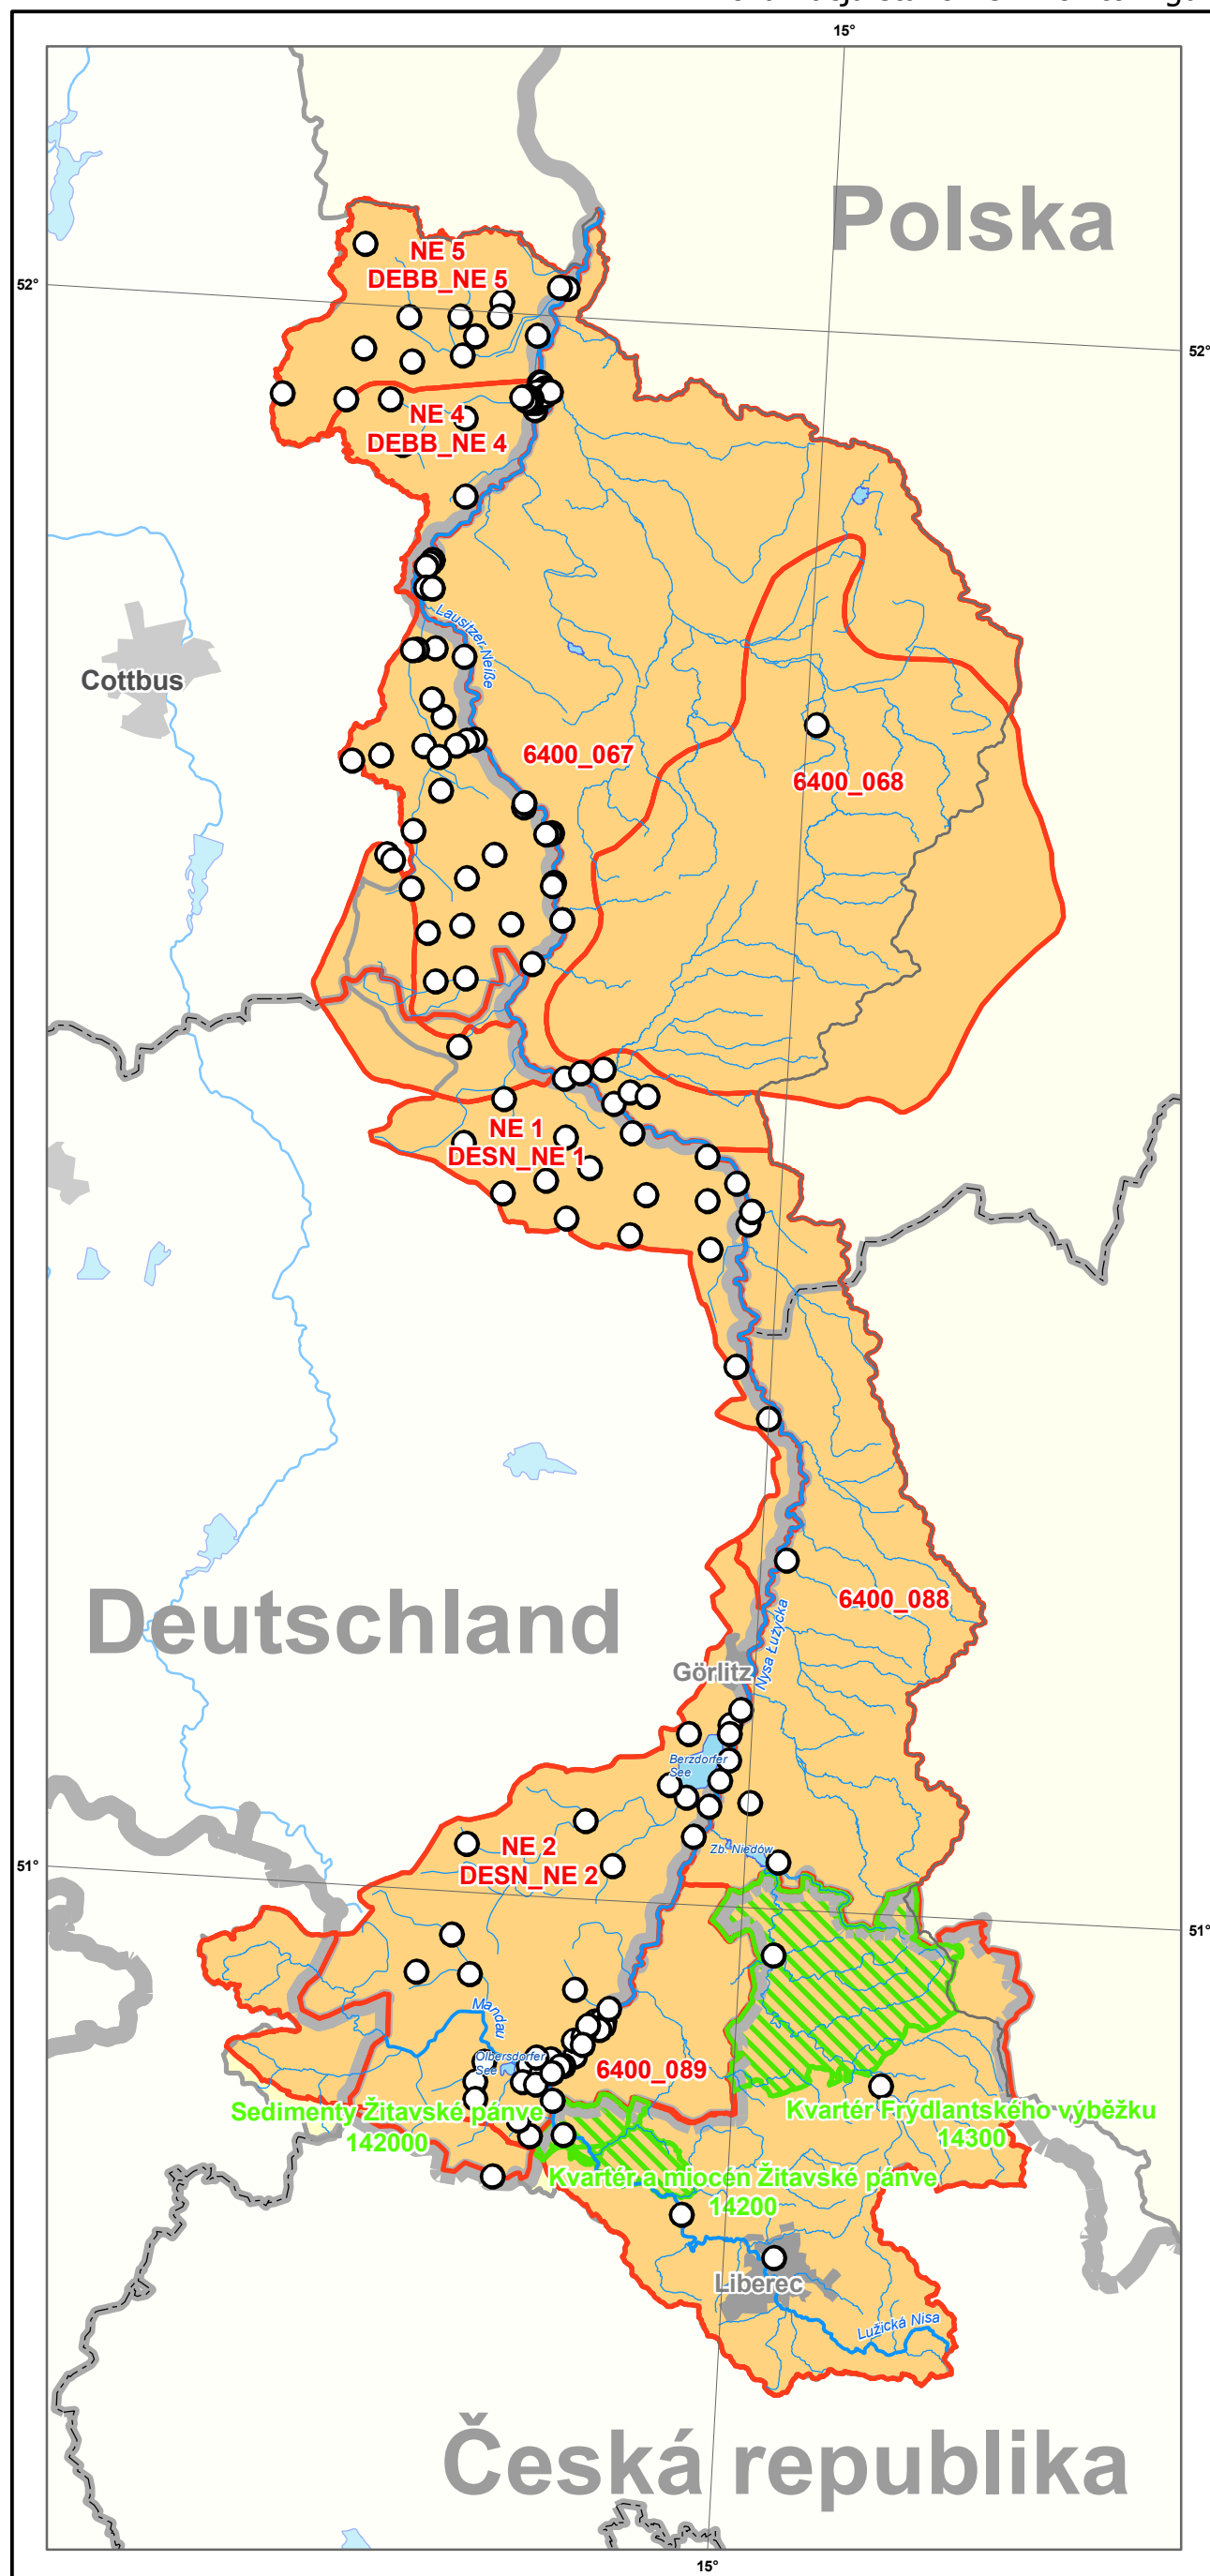 15°
Polska
NE 5
DEBB_NE 5
52°
52°
NE 4
DEBB_NE 4
Lausitzer Neiße
Cottbus
6400_067
6400_068
NE 1
DESN_NE 1
Deutschland
6400_088
Nysa Łużycka
Görlitz
Berzdorfer
See
NE 2
DESN_NE 2
Zb. Niedów
51°
51°
Mandau
Olbersdorfer
See
6400_089
Sedimenty Žitavské pánve
142000
Kvartér Frýdlantského výběžku
14300
Kvartér a miocén Žitavské pánve
14200
Liberec
Lužická Nisa
Česká republika
15°